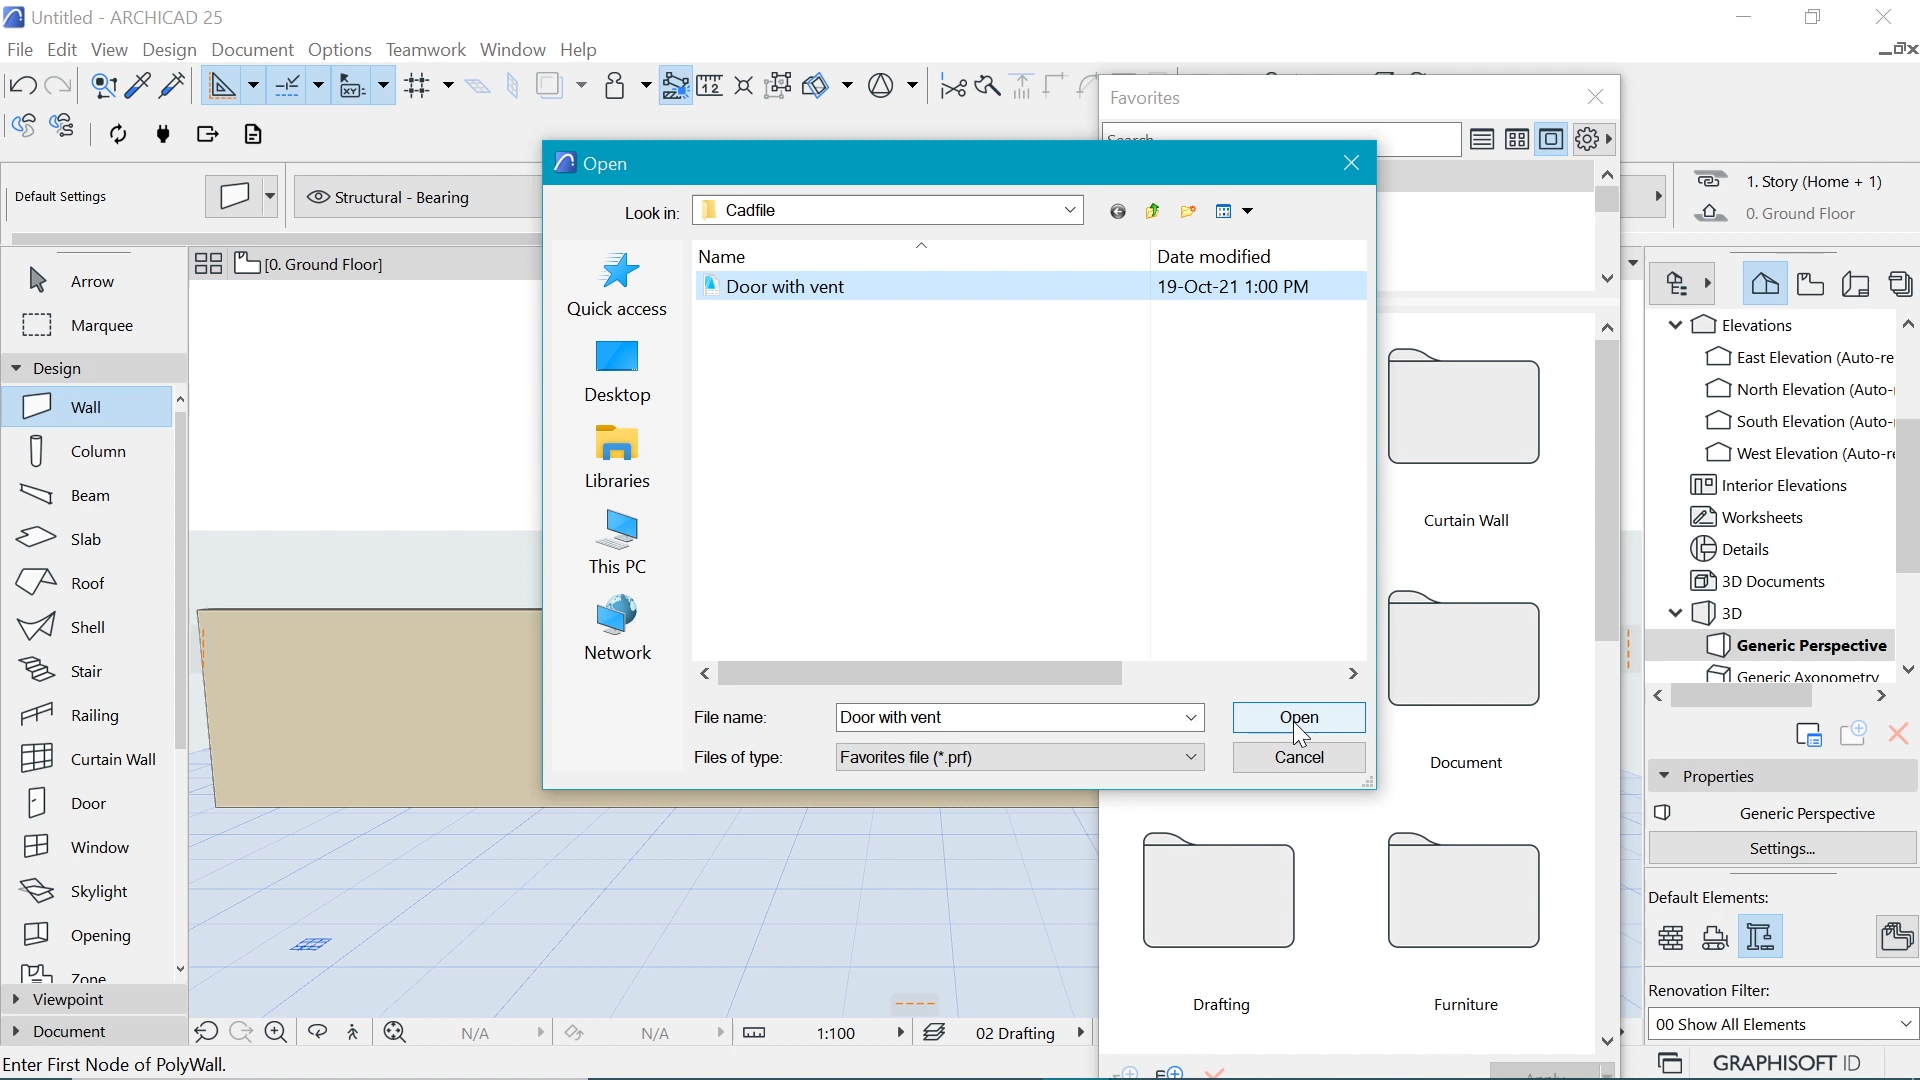 Untitled - ARCHICAD 25
File Edit View Design Document Options Teamwork Window Help
Favorites
Open
Default Settings
Structural - Bearing
Look in:
Cadfile
1. Story (Home + 1)
0. Ground Floor
[0. Ground Floor]
Name
Date modified
Door with vent
19-Oct-21 1:00 PM
Quick access
Desktop
Libraries
This PC
Network
File name:
Door with vent
Open
Files of type:
Favorites file (*.prf)
Cancel
Arrow
Marquee
Design
Wall
Column
Beam
Slab
Roof
Shell
Stair
Railing
Curtain Wall
Door
Window
Skylight
Opening
Zone
Viewpoint
Document
Curtain Wall
Document
Drafting
Furniture
Elevations
East Elevation (Auto-re
North Elevation (Auto-
South Elevation (Auto-
West Elevation (Auto-re
Interior Elevations
Worksheets
Details
3D Documents
3D
Generic Perspective
Generic Axonometry
Properties
Generic Perspective
Settings...
Default Elements:
Renovation Filter:
00 Show All Elements
N/A
N/A
1:100
02 Drafting
Enter First Node of PolyWall.
GRAPHISOFT ID